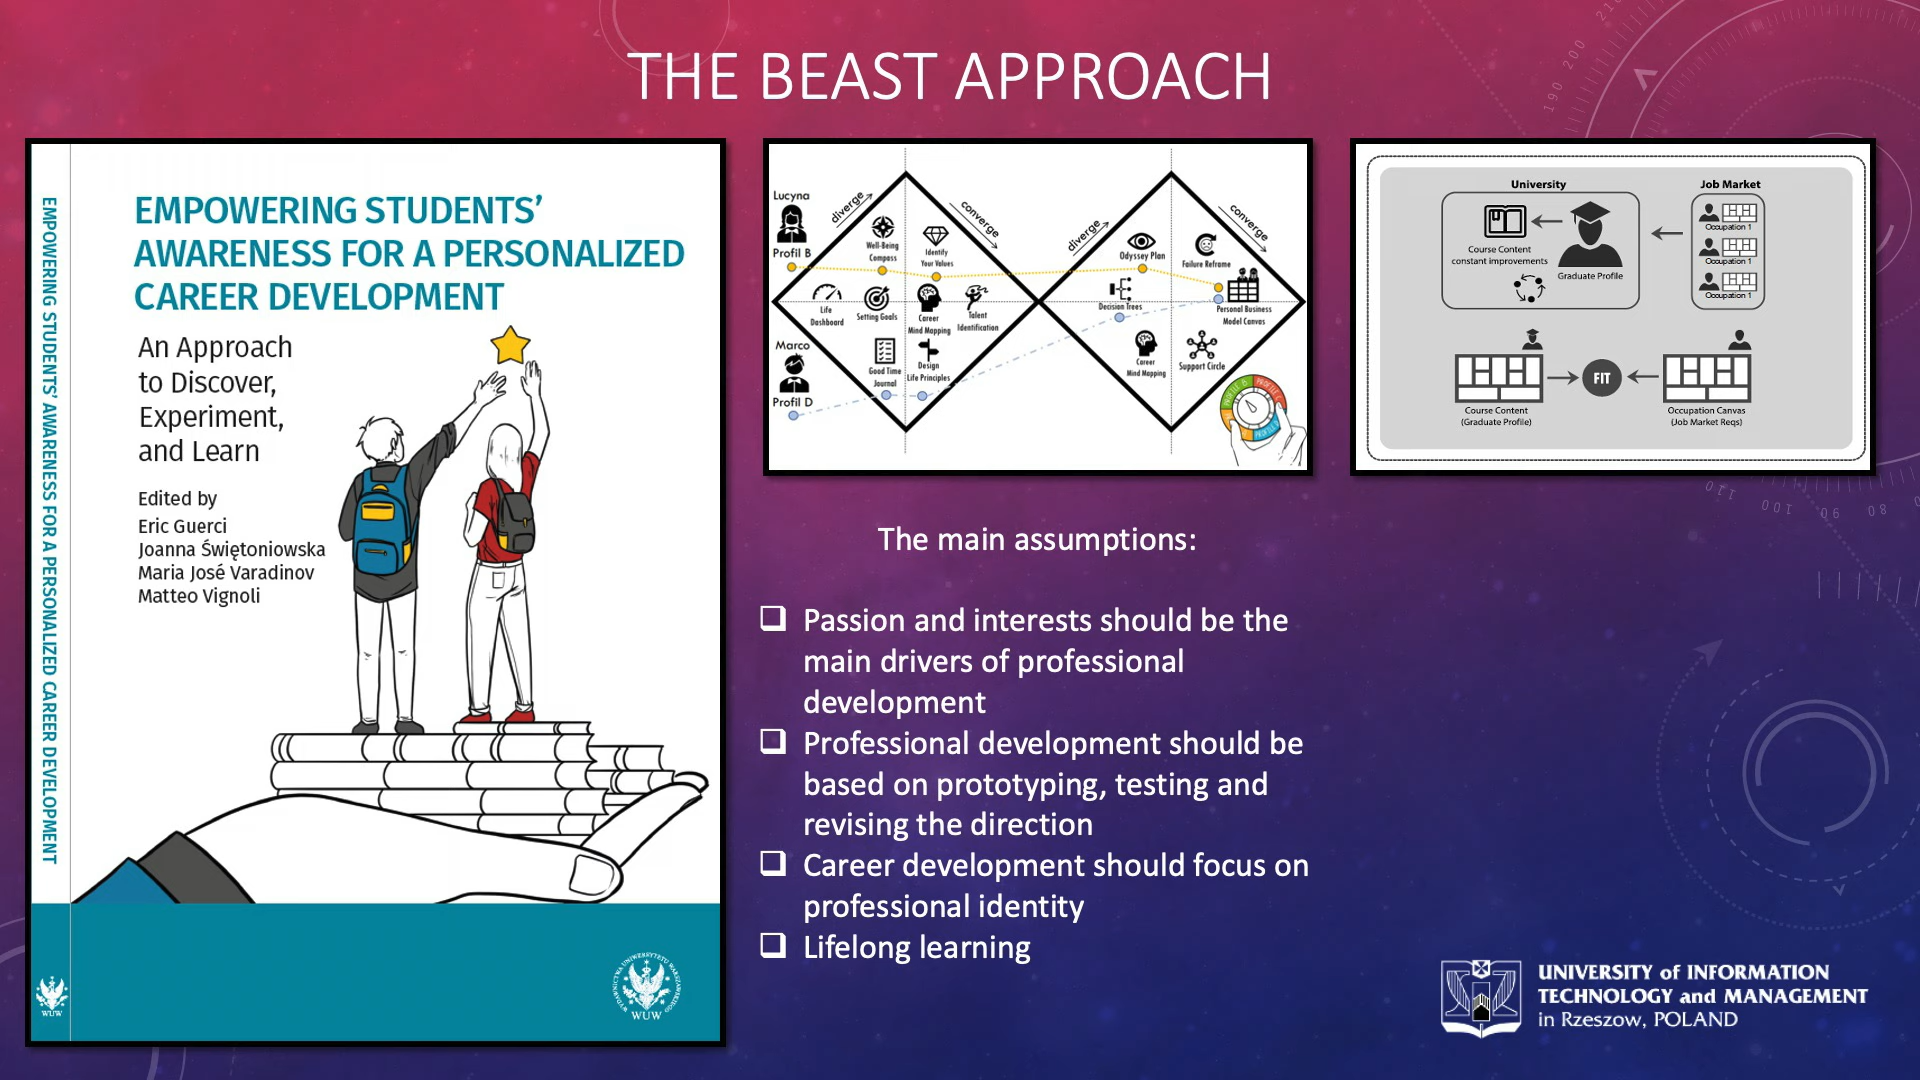 THE BEAST APPROACH
EMPOWERING STUDENTS' AWARENESS FOR A PERSONALIZED CAREER DEVELOPMENT
WUW
EMPOWERING STUDENTS'
AWARENESS FOR A PERSONALIZED
CAREER DEVELOPMENT
An Approach
to Discover,
Experiment,
and Learn
Edited by
Eric Guerci
Joanna Świętoniowska
Maria José Varadinov
Matteo Vignoli
WYDAWNICTWA UNIWERSYTETU WARSZAWSKIEGO
WUW
Lucyna
Profil B
Marco
Profil D
diverge
converge
Well-Being
Compass
Identify
Your Values
Life
Dashboard
Setting Goals
Career
Mind Mapping
Talent
Identification
Good Time
Journal
Design
Life Principles
diverge
converge
Odyssey Plan
Failure Reframe
Decision Trees
Personal Business
Model Canvas
Career
Mind Mapping
Support Circle
University
Course Content
constant improvements
Graduate Profile
Job Market
Occupation 1
Occupation 1
Occupation 1
Course Content
(Graduate Profile)
FIT
Occupation Canvas
(Job Market Reqs)
The main assumptions:
Passion and interests should be the
main drivers of professional
development
Professional development should be
based on prototyping, testing and
revising the direction
Career development should focus on
professional identity
Lifelong learning
UNIVERSITY of INFORMATION
TECHNOLOGY and MANAGEMENT
in Rzeszow, POLAND